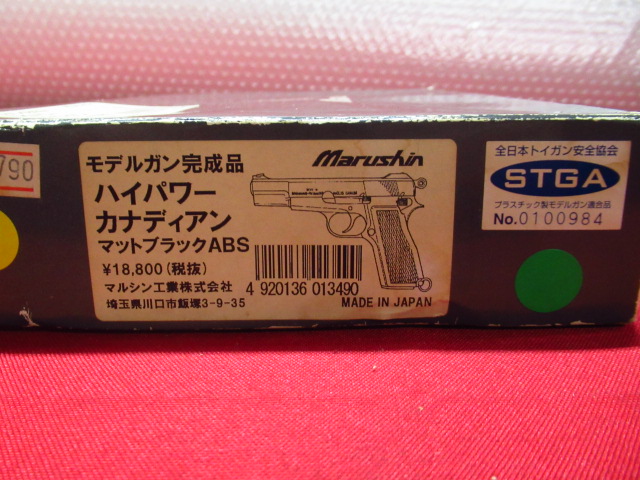 790
モデルガン完成品
Marushin
ハイパワー
カナディアン
マットブラックABS
¥18,800(税抜)
マルシン工業株式会社
埼玉県川口市飯塚3-9-35
4 920136 013490
MADE IN JAPAN
全日本トイガン安全協会
STGA
プラスチック製モデルガン適合品
No.0100984